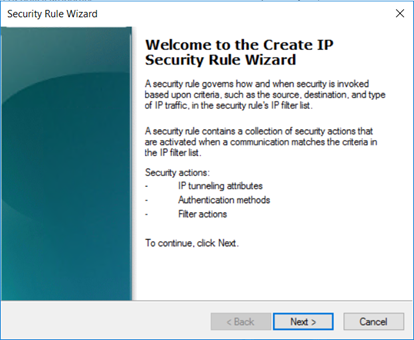 Security Rule Wizard
Welcome to the Create IP
Security Rule Wizard
A security rule governs how and when security is invoked
based upon criteria, such as the source, destination, and type
of IP traffic, in the security rule's IP filter list.
A security rule contains a collection of security actions that
are activated when a communication matches the criteria in
the IP filter list.
Security actions:
- IP tunneling attributes
- Authentication methods
- Filter actions
To continue, click Next.
< Back Next > Cancel